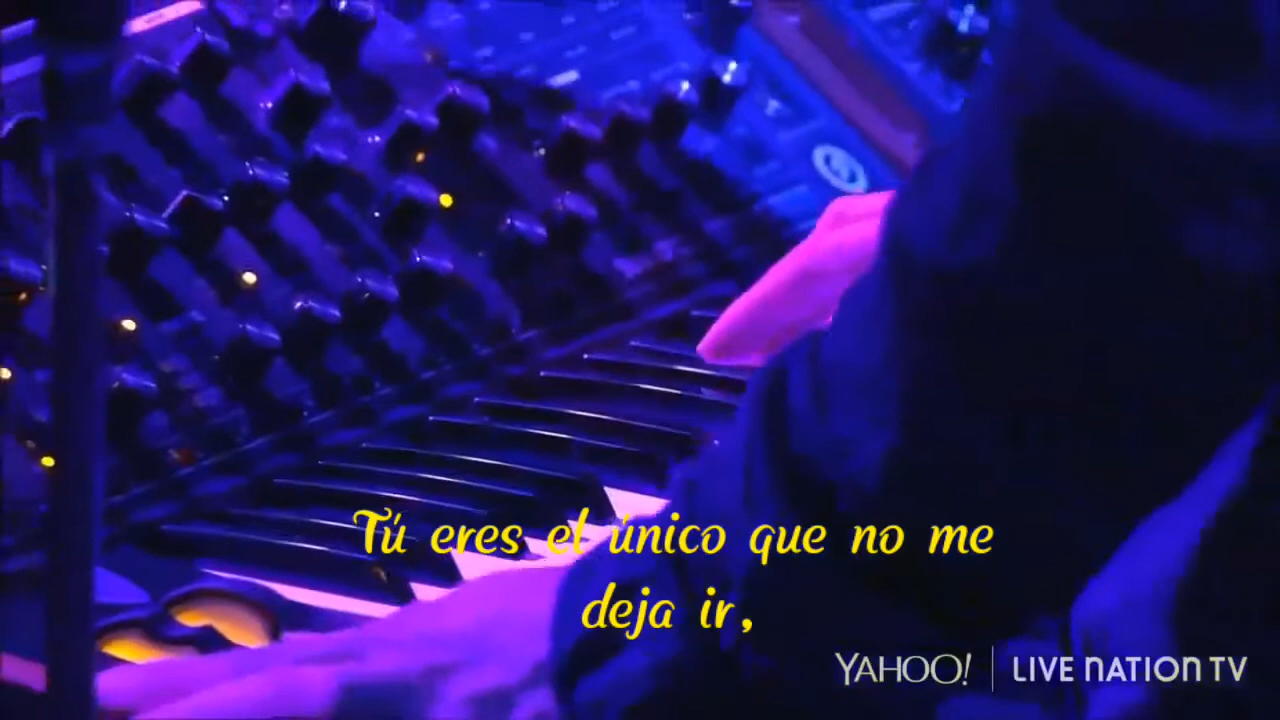 Tú eres el único que no me
deja ir,
YAHOO! | LIVE NATION TV